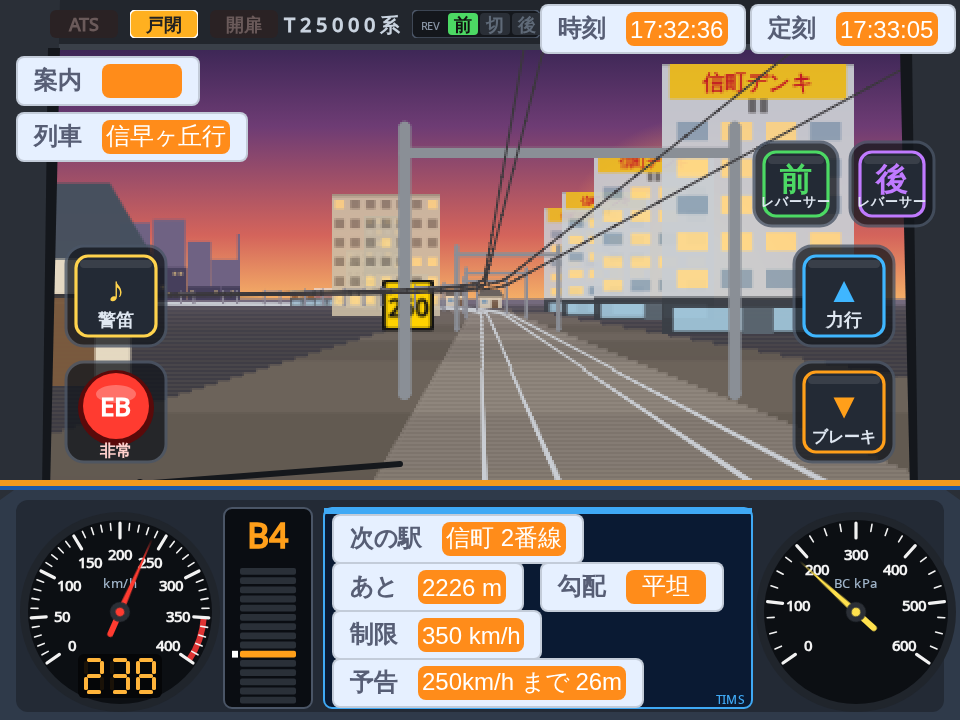 ATS 戸閉 開扉 T25000系 REV 前 切 後
時刻 17:32:36 定刻 17:33:05
案内
列車 信早ヶ丘行
信町デンキ
前 レバーサー
後 レバーサー
♪ 警笛
250
▲ 力行
EB 非常
▼ ブレーキ
0 50 100 150 200 250 300 350 400
km/h
238
B4
次の駅 信町 2番線
あと 2226 m 勾配 平坦
制限 350 km/h
予告 250km/h まで 26m
TIMS
0 100 200 300 400 500 600
BC kPa